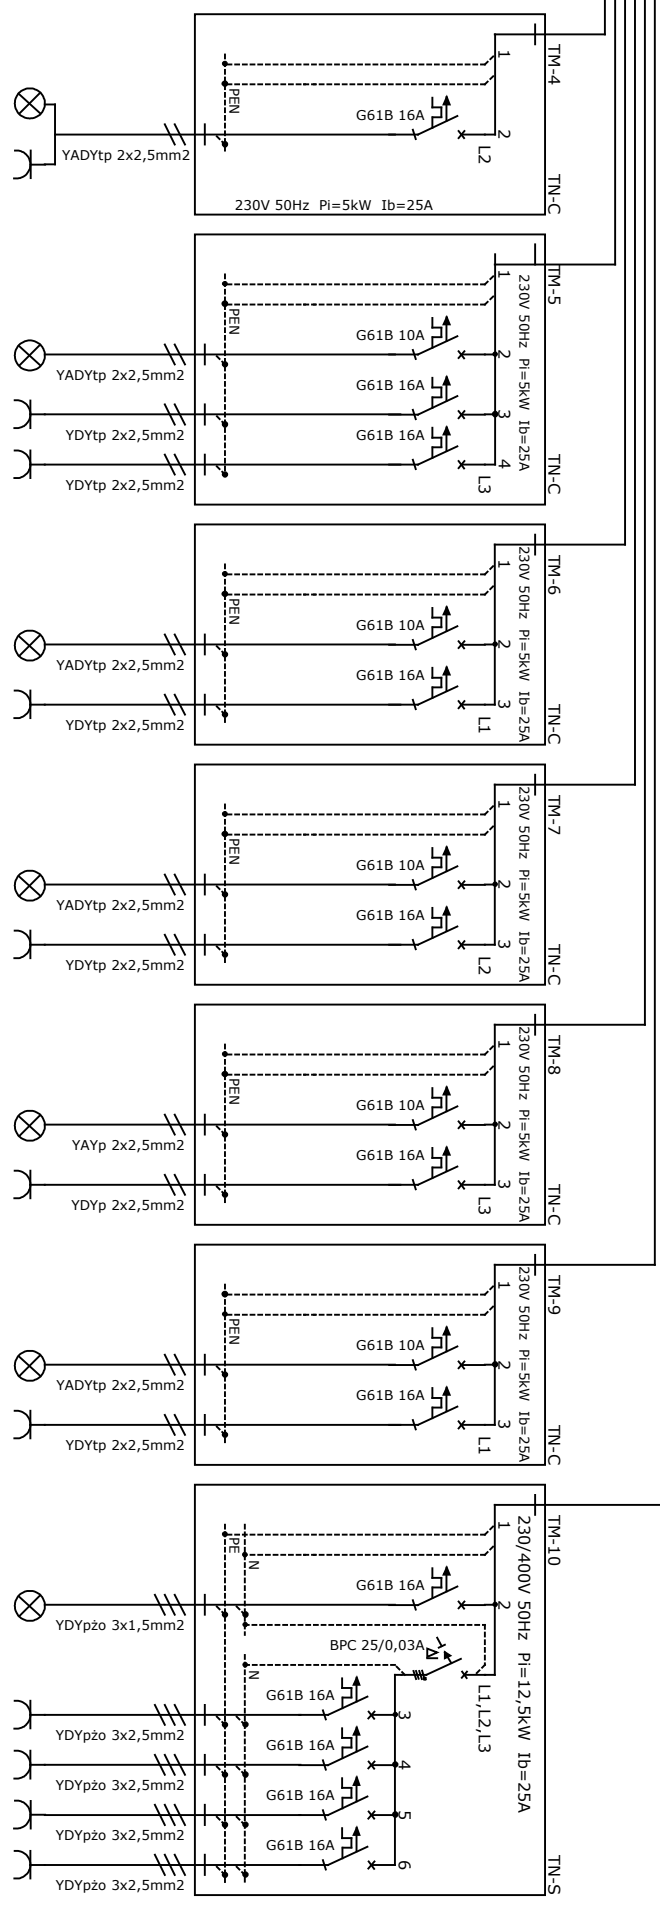 TM-4
1
PEN
G61B 16A
2
YADYtp 2x2,5mm2
L2
TN-C
230V 50Hz Pi=5kW Ib=25A
TM-5
1
230V 50Hz Pi=5kW Ib=25A
PEN
G61B 10A
2
YADYtp 2x2,5mm2
G61B 16A
3
YDYtp 2x2,5mm2
G61B 16A
4
YDYtp 2x2,5mm2
L3
TN-C
TM-6
1
230V 50Hz Pi=5kW Ib=25A
PEN
G61B 10A
2
YADYtp 2x2,5mm2
G61B 16A
3
YDYtp 2x2,5mm2
L1
TN-C
TM-7
1
230V 50Hz Pi=5kW Ib=25A
PEN
G61B 10A
2
YADYtp 2x2,5mm2
G61B 16A
3
YDYtp 2x2,5mm2
L2
TN-C
TM-8
1
230V 50Hz Pi=5kW Ib=25A
PEN
G61B 10A
2
YAYp 2x2,5mm2
G61B 16A
3
YDYp 2x2,5mm2
L3
TN-C
TM-9
1
230V 50Hz Pi=5kW Ib=25A
PEN
G61B 10A
2
YADYtp 2x2,5mm2
G61B 16A
3
YDYtp 2x2,5mm2
L1
TN-C
TM-10
1
230/400V 50Hz Pi=12,5kW Ib=25A
PE
N
G61B 16A
2
YDYpżo 3x1,5mm2
BPC 25/0,03A
N
L1,L2,L3
G61B 16A
3
YDYpżo 3x2,5mm2
G61B 16A
4
YDYpżo 3x2,5mm2
G61B 16A
5
YDYpżo 3x2,5mm2
G61B 16A
6
YDYpżo 3x2,5mm2
TN-S